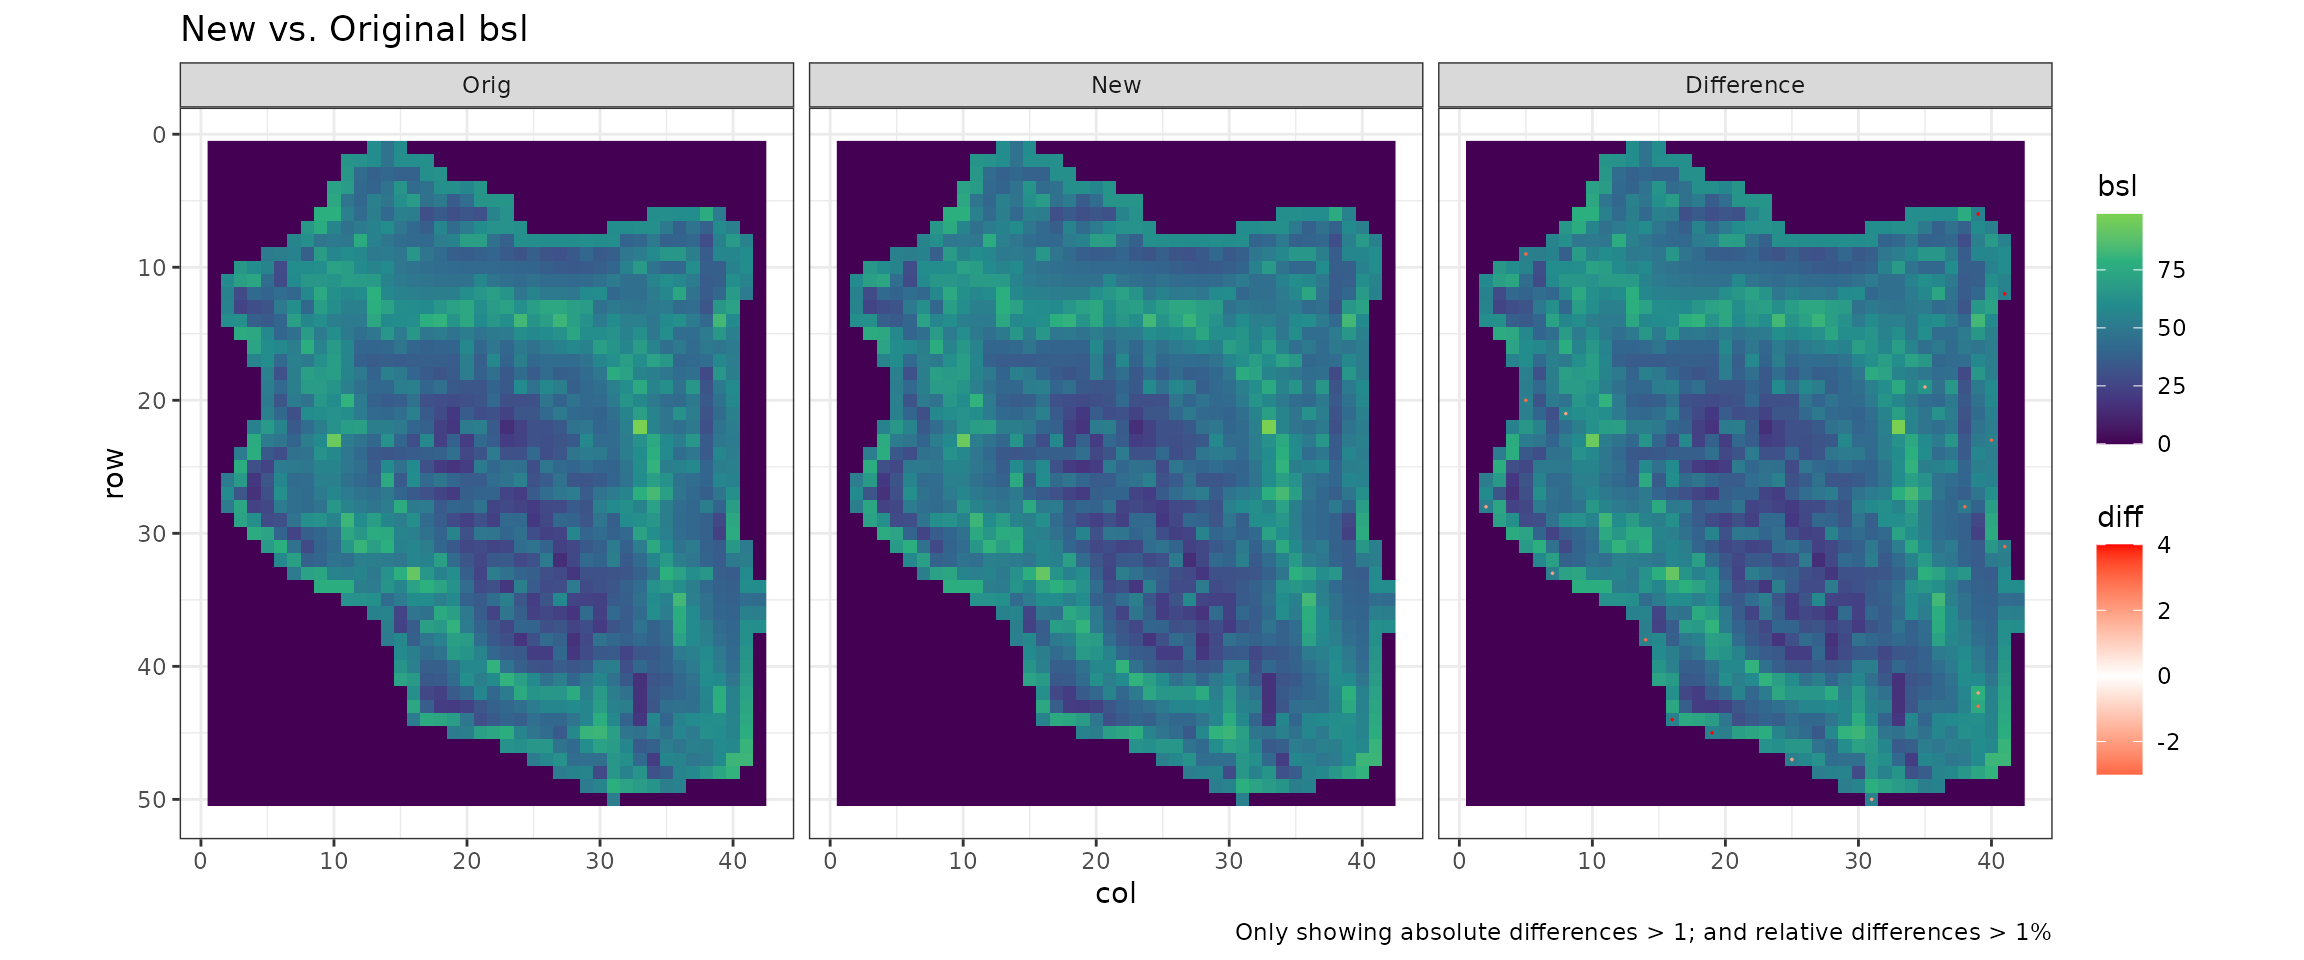 New vs. Original bsl
Orig
New
Difference
0
10
20
30
40
50
row
0 10 20 30 40
0 10 20 30 40
0 10 20 30 40
col
bsl
75
50
25
0
diff
4
2
0
-2
Only showing absolute differences > 1; and relative differences > 1%